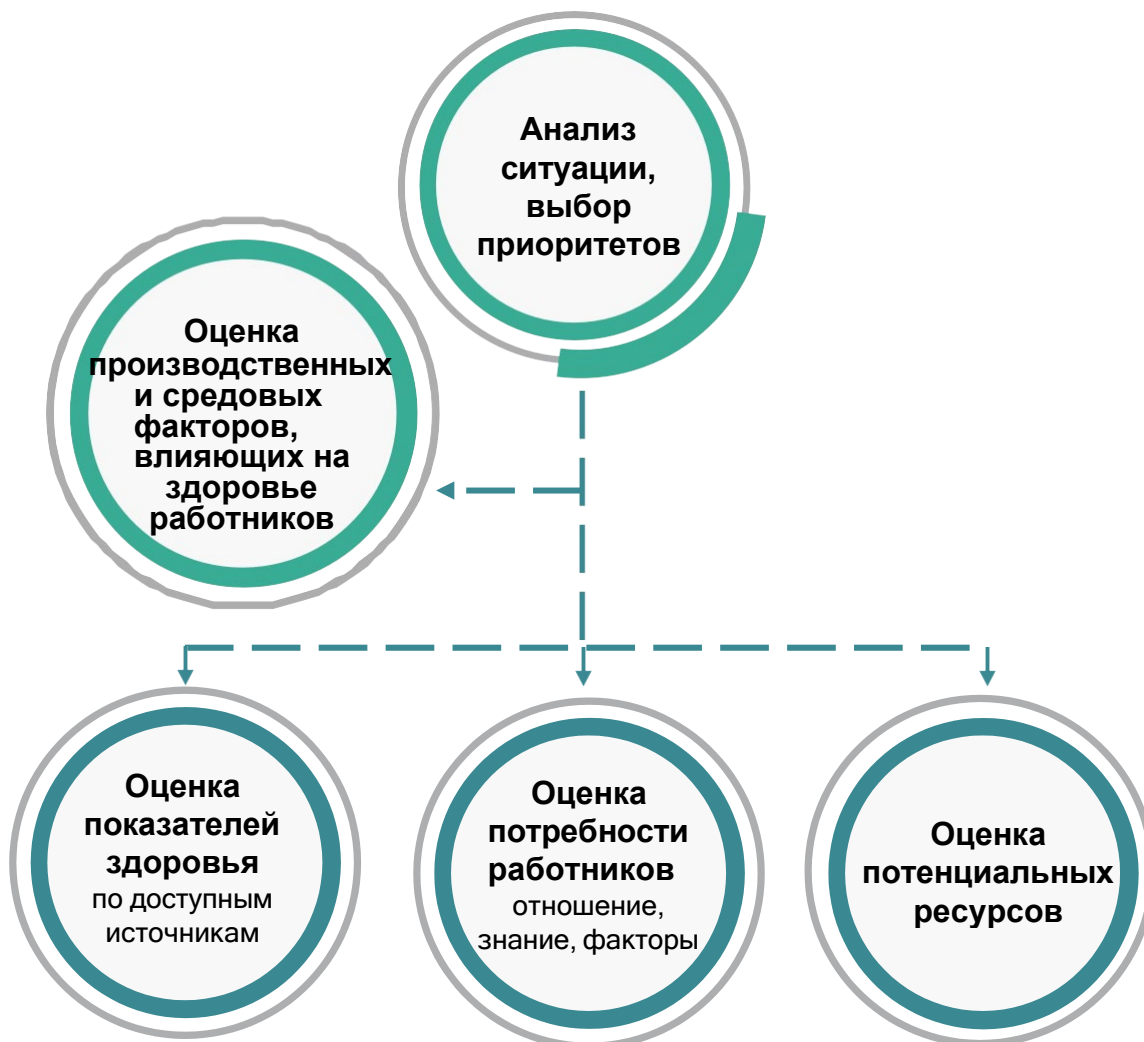 Анализ
ситуации,
выбор
приоритетов
Оценка
производственных
и средовых
факторов,
влияющих на
здоровье
работников
Оценка
показателей
здоровья
по доступным
источникам
Оценка
потребности
работников
отношение,
знание, факторы
Оценка
потенциальных
ресурсов